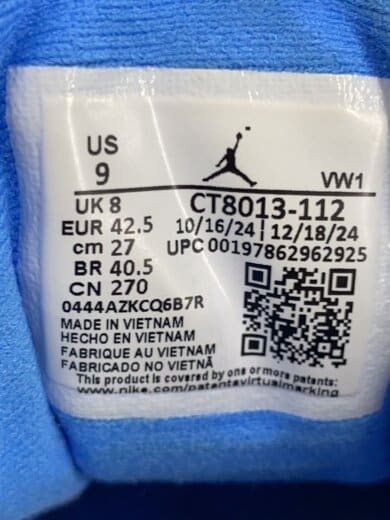 US
9
VW1
UK 8
CT8013-112
EUR 42.5
10/16/24 | 12/18/24
cm 27
UPC 00197862962925
BR 40.5
CN 270
0444AZKCQ6B7R
MADE IN VIETNAM
HECHO EN VIETNAM
FABRIQUE AU VIETNAM
FABRICADO NO VIETNÃ
This product is covered by one or more patents:
www.nike.com/patentsvirtualmarking